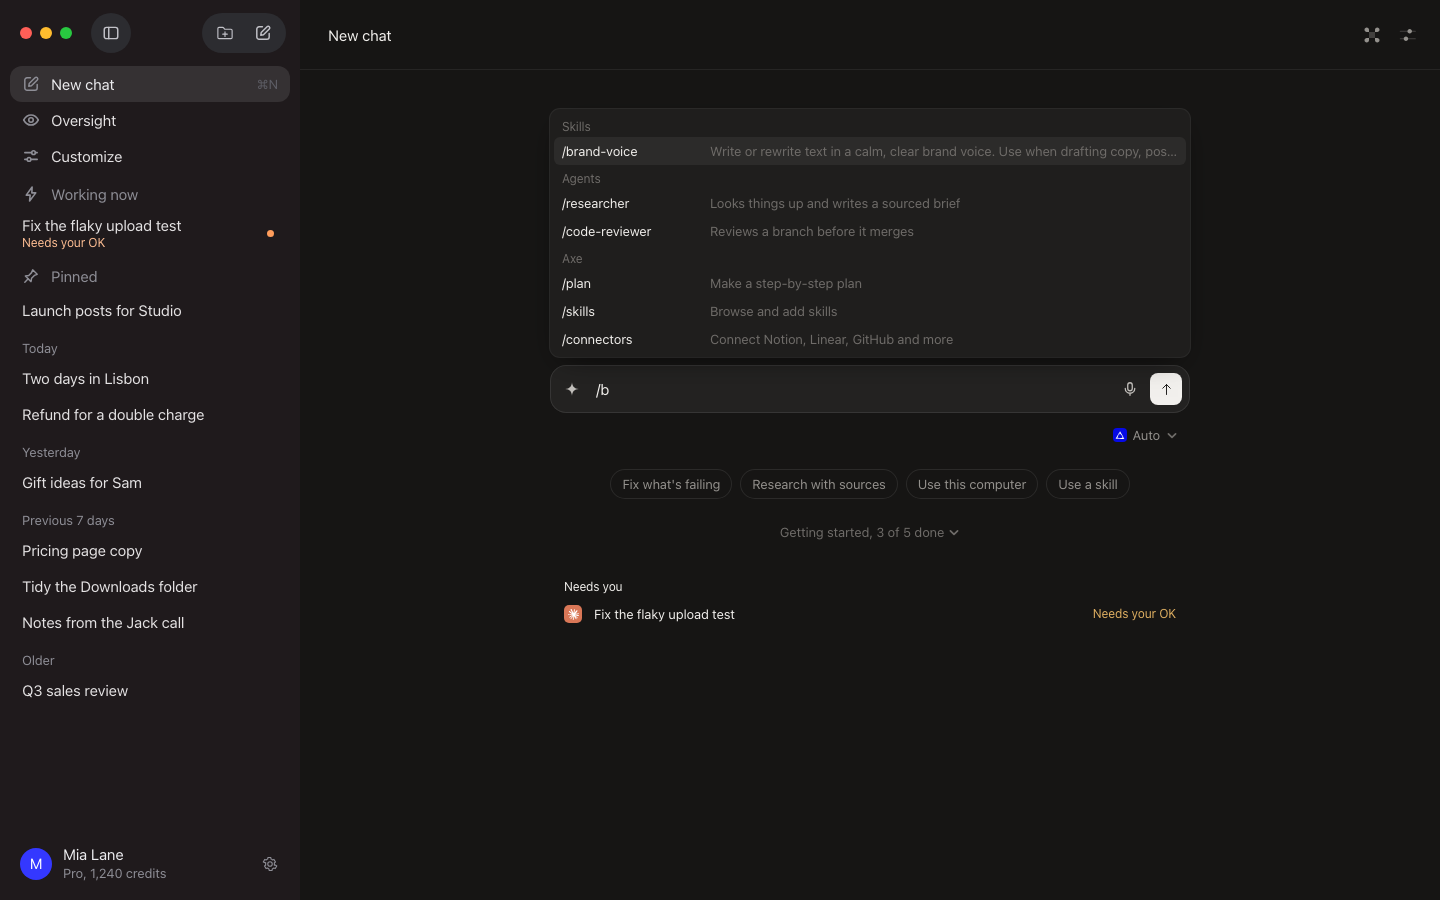 New chat
⌘N
Oversight
Customize
Working now
Fix the flaky upload test
Needs your OK
Pinned
Launch posts for Studio
Today
Two days in Lisbon
Refund for a double charge
Yesterday
Gift ideas for Sam
Previous 7 days
Pricing page copy
Tidy the Downloads folder
Notes from the Jack call
Older
Q3 sales review
M
Mia Lane
Pro, 1,240 credits
New chat
Skills
/brand-voice Write or rewrite text in a calm, clear brand voice. Use when drafting copy, pos...
Agents
/researcher Looks things up and writes a sourced brief
/code-reviewer Reviews a branch before it merges
Axe
/plan Make a step-by-step plan
/skills Browse and add skills
/connectors Connect Notion, Linear, GitHub and more
/b
Auto
Fix what's failing Research with sources Use this computer Use a skill
Getting started, 3 of 5 done
Needs you
Fix the flaky upload test Needs your OK